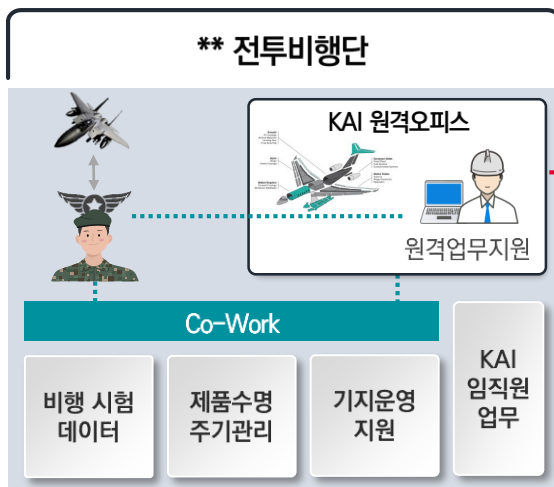 ** 전투비행단
KAI 원격오피스
원격업무지원
Co-Work
비행 시험
데이터
제품수명
주기관리
기지운영
지원
KAI
임직원
업무